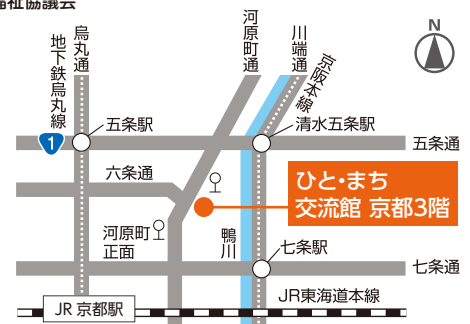 福祉協議会
烏丸通
地下鉄烏丸線
河原町通
川端通
京阪本線
N
1
五条駅
清水五条駅
五条通
六条通
ひと・まち
交流館 京都3階
河原町
正面
鴨川
七条駅
七条通
JR東海道本線
JR 京都駅